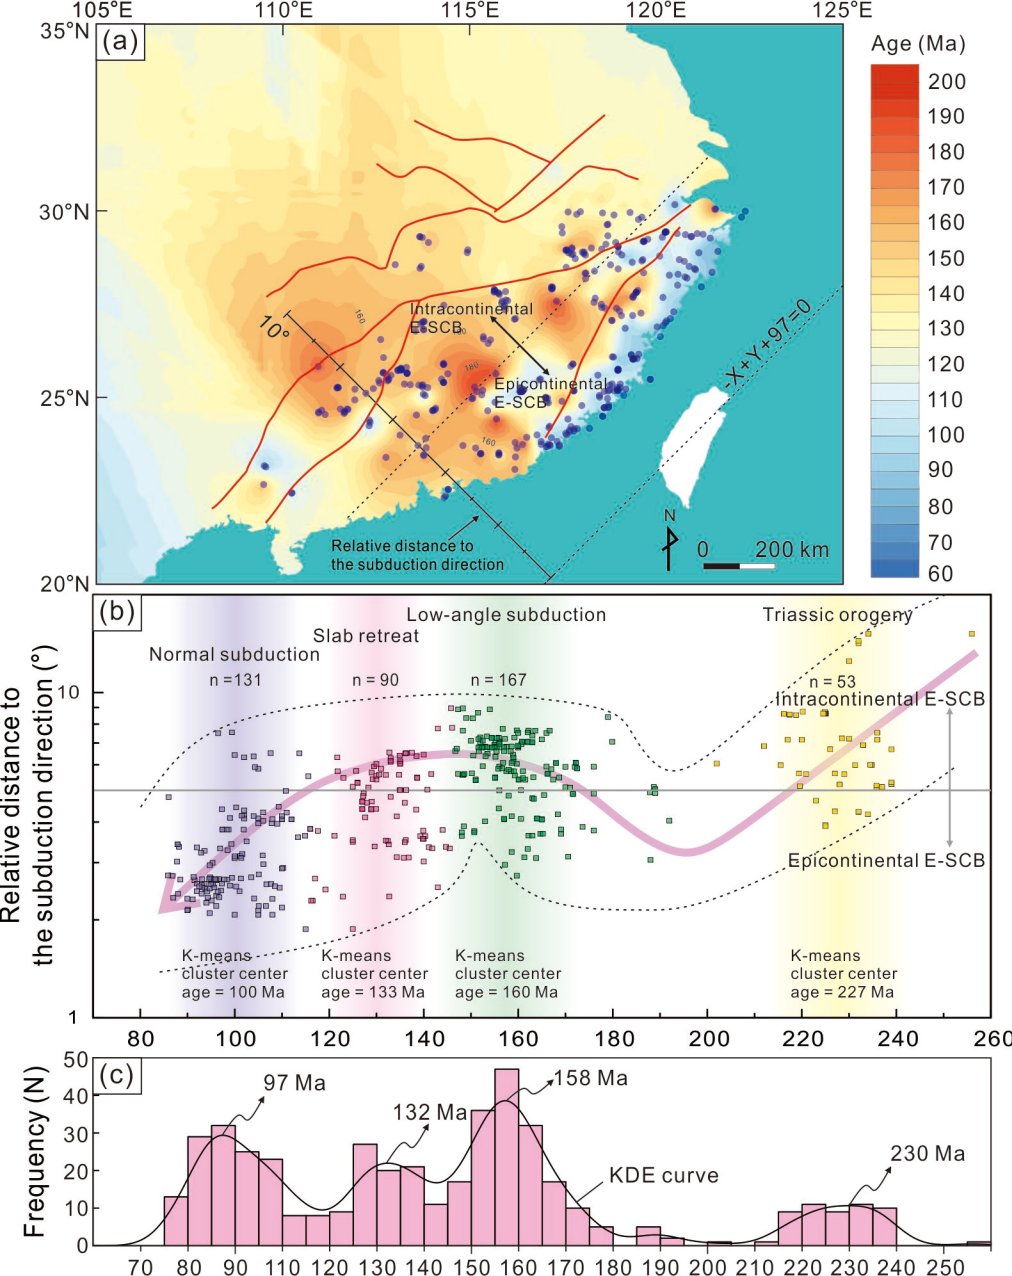 105°E
110°E
115°E
120°E
125°E
35°N
(a)
30°N
25°N
20°N
Age (Ma)
200
190
180
170
160
150
140
130
120
110
100
90
80
70
60
10°
160
Intracontinental
E-SCB
180
Epicontinental
E-SCB
160
-X+Y+97=0
Relative distance to
the subduction direction
N
0 200 km
(b)
Low-angle subduction
Triassic orogeny
Slab retreat
Normal subduction
n =131
n = 90
n = 167
n = 53
Intracontinental E-SCB
Epicontinental E-SCB
10
1
Relative distance to
the subduction direction (°)
K-means
cluster center
age = 100 Ma
K-means
cluster center
age = 133 Ma
K-means
cluster center
age = 160 Ma
K-means
cluster center
age = 227 Ma
80 100 120 140 160 180 200 220 240 260
(c)
50
40
30
20
10
0
Frequency (N)
97 Ma
132 Ma
158 Ma
KDE curve
230 Ma
70 80 90 100 110 120 130 140 150 160 170 180 190 200 210 220 230 240 250